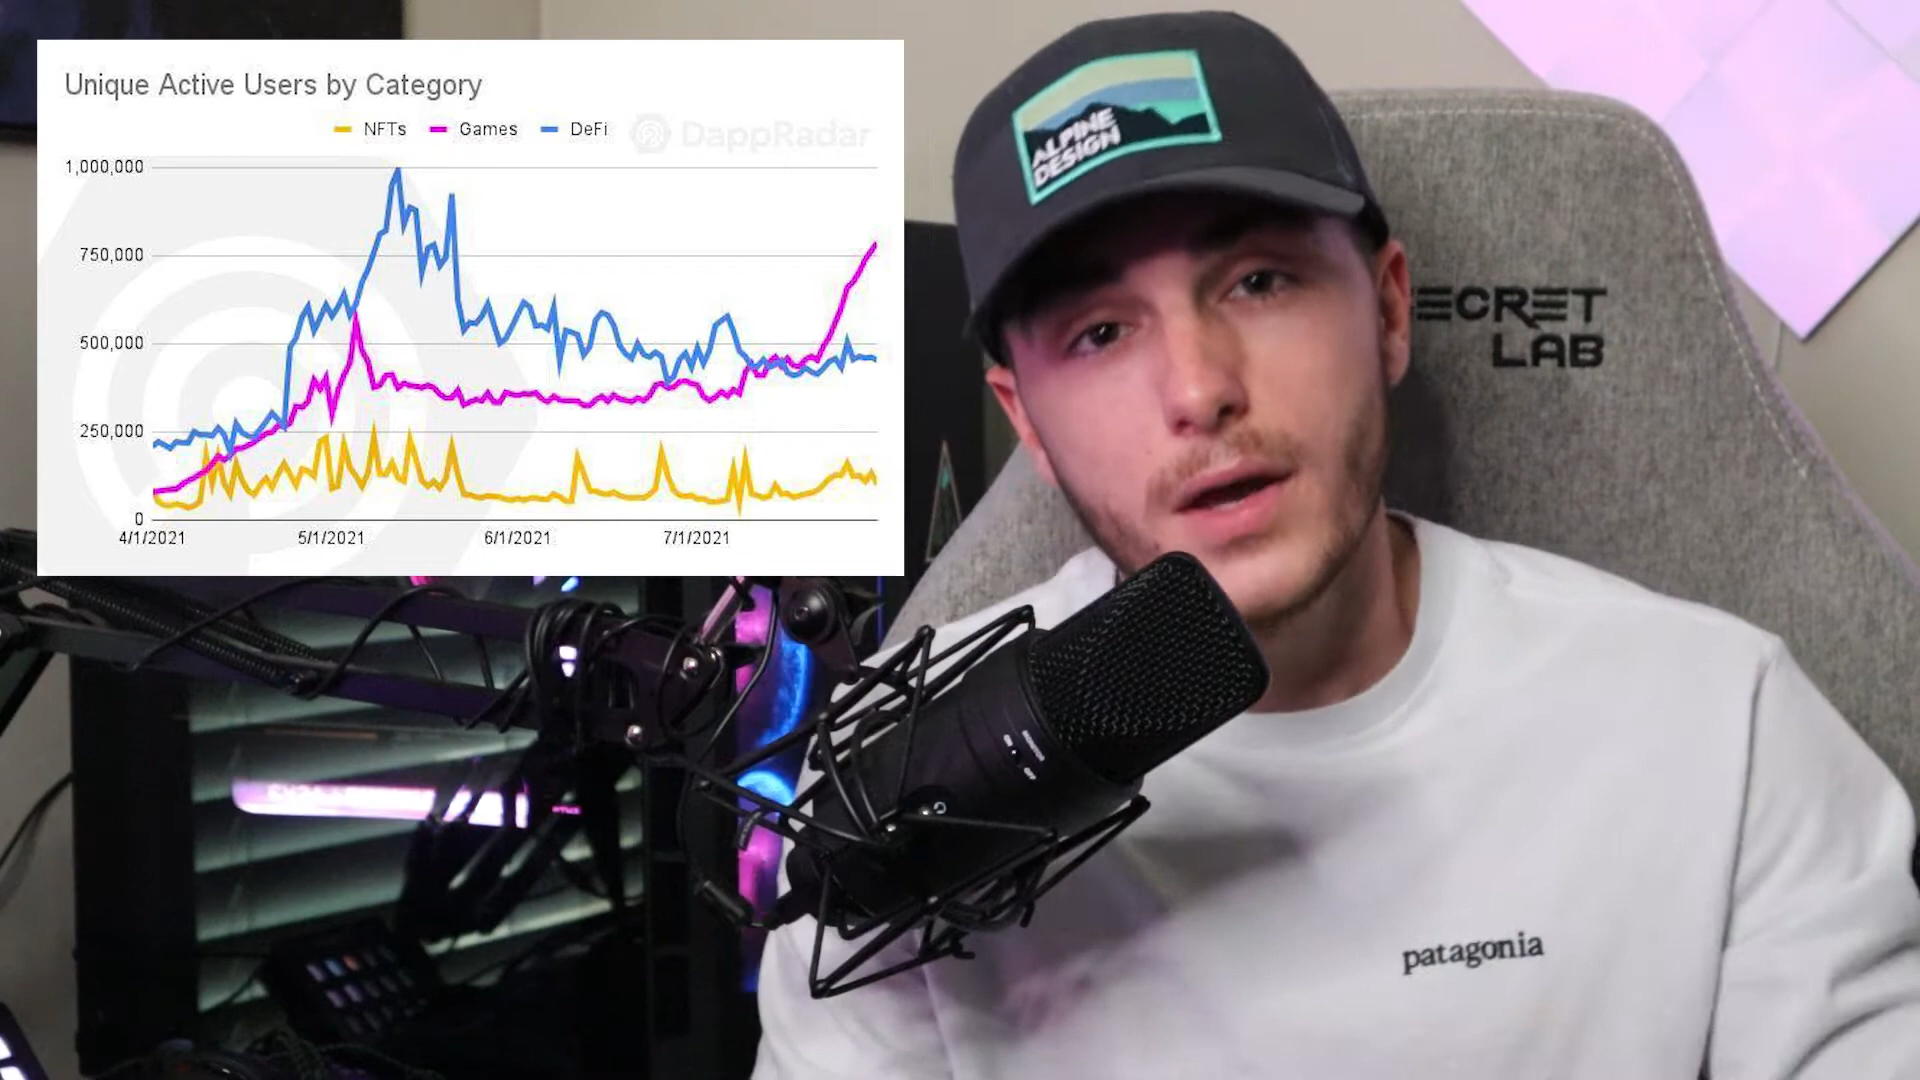 Unique Active Users by Category
NFTs Games DeFi DappRadar
1,000,000
750,000
500,000
250,000
0
4/1/2021 5/1/2021 6/1/2021 7/1/2021
ALPINE
DESIGN
ECRET
LAB
patagonia